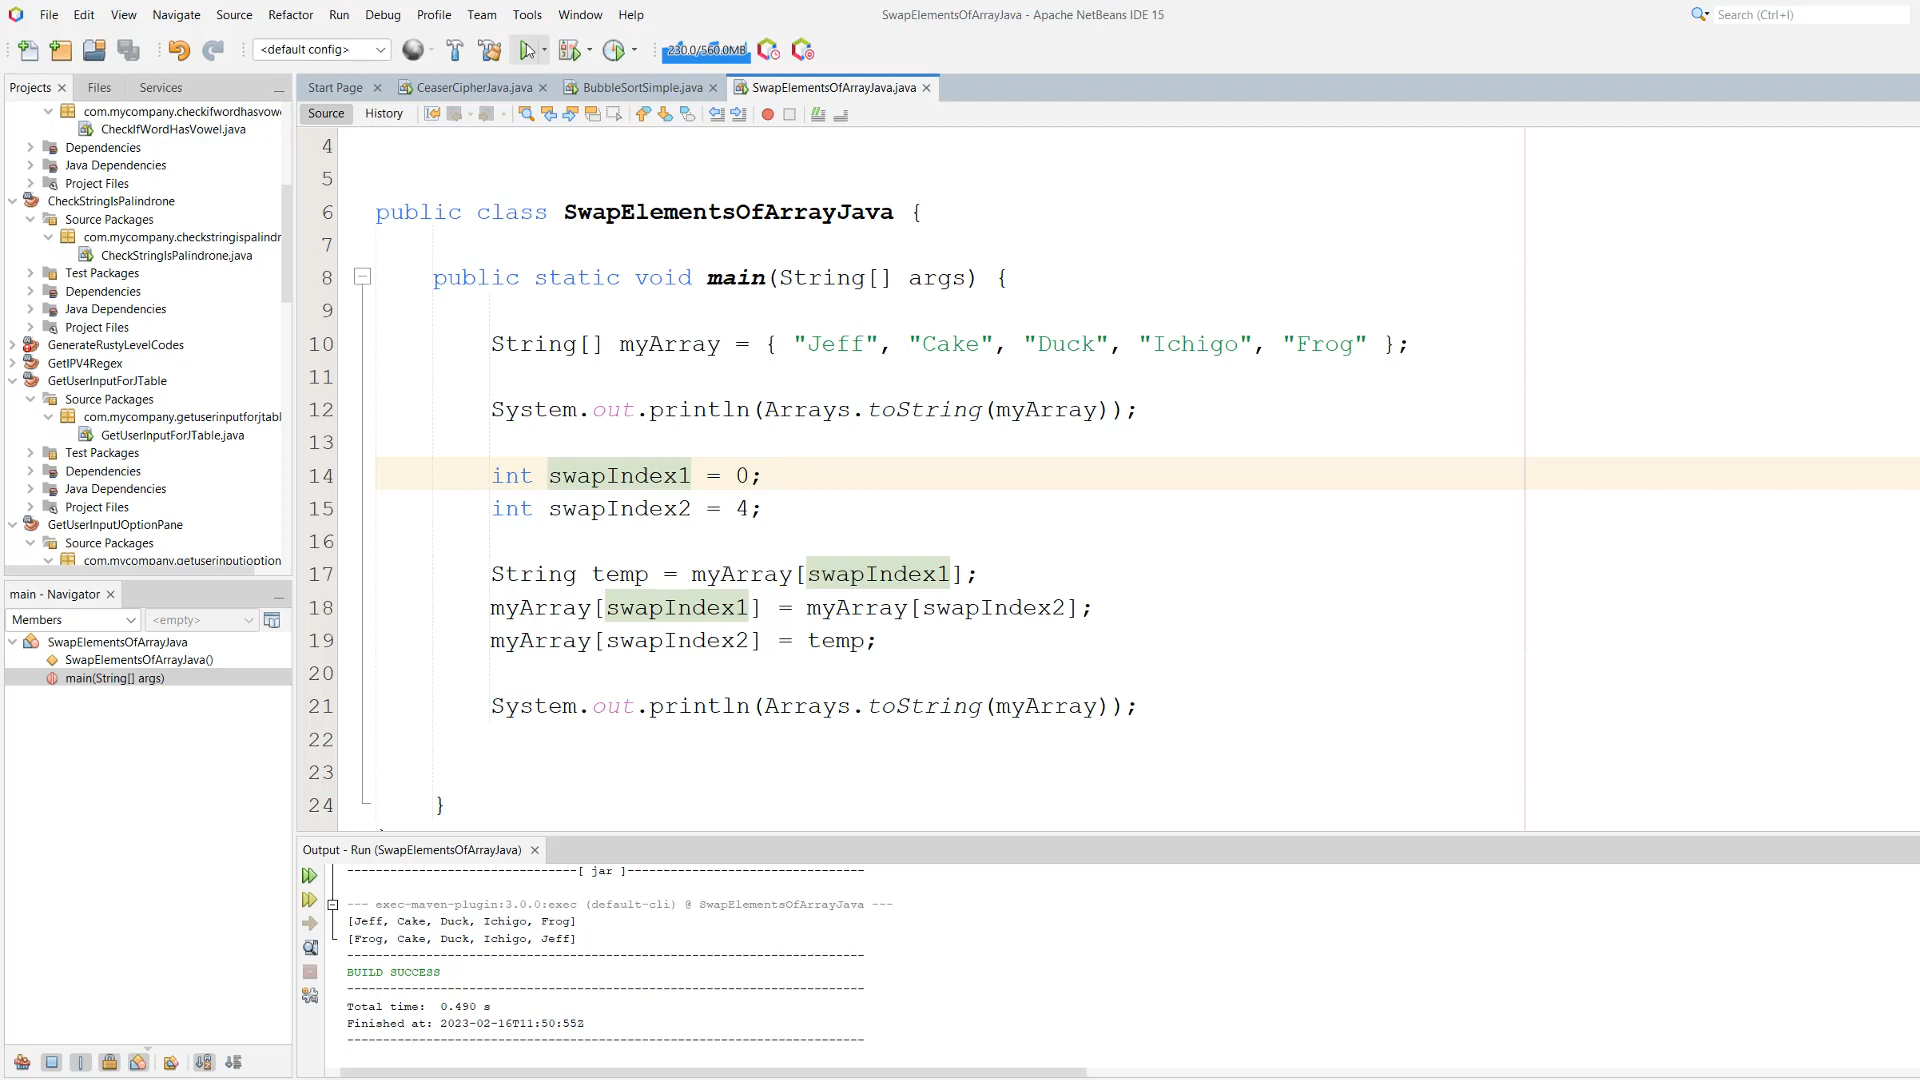 File Edit View Navigate Source Refactor Run Debug Profile Team Tools Window Help
SwapElementsOfArrayJava - Apache NetBeans IDE 15
Search (Ctrl+I)
<default config>
230.0/560.0MB
Projects Files Services
com.mycompany.checkifwordhasvowe
CheckIfWordHasVowel.java
Dependencies
Java Dependencies
Project Files
CheckStringIsPalindrone
Source Packages
com.mycompany.checkstringispalindr
CheckStringIsPalindrone.java
Test Packages
Dependencies
Java Dependencies
Project Files
GenerateRustyLevelCodes
GetIPV4Regex
GetUserInputForJTable
Source Packages
com.mycompany.getuserinputforjtabl
GetUserInputForJTable.java
Test Packages
Dependencies
Java Dependencies
Project Files
GetUserInputJOptionPane
Source Packages
com.mycompany.getuserinputjoption
main - Navigator
Members <empty>
SwapElementsOfArrayJava
SwapElementsOfArrayJava()
main(String[] args)
Start Page CeaserCipherJava.java BubbleSortSimple.java SwapElementsOfArrayJava.java
Source History
4
5
6 public class SwapElementsOfArrayJava {
7
8 public static void main(String[] args) {
9
10 String[] myArray = { "Jeff", "Cake", "Duck", "Ichigo", "Frog" };
11
12 System.out.println(Arrays.toString(myArray));
13
14 int swapIndex1 = 0;
15 int swapIndex2 = 4;
16
17 String temp = myArray[swapIndex1];
18 myArray[swapIndex1] = myArray[swapIndex2];
19 myArray[swapIndex2] = temp;
20
21 System.out.println(Arrays.toString(myArray));
22
23
24 }
Output - Run (SwapElementsOfArrayJava)
--------------------------------[ jar ]---------------------------------
--- exec-maven-plugin:3.0.0:exec (default-cli) @ SwapElementsOfArrayJava ---
[Jeff, Cake, Duck, Ichigo, Frog]
[Frog, Cake, Duck, Ichigo, Jeff]
------------------------------------------------------------------------
BUILD SUCCESS
------------------------------------------------------------------------
Total time:  0.490 s
Finished at: 2023-02-16T11:50:55Z
------------------------------------------------------------------------